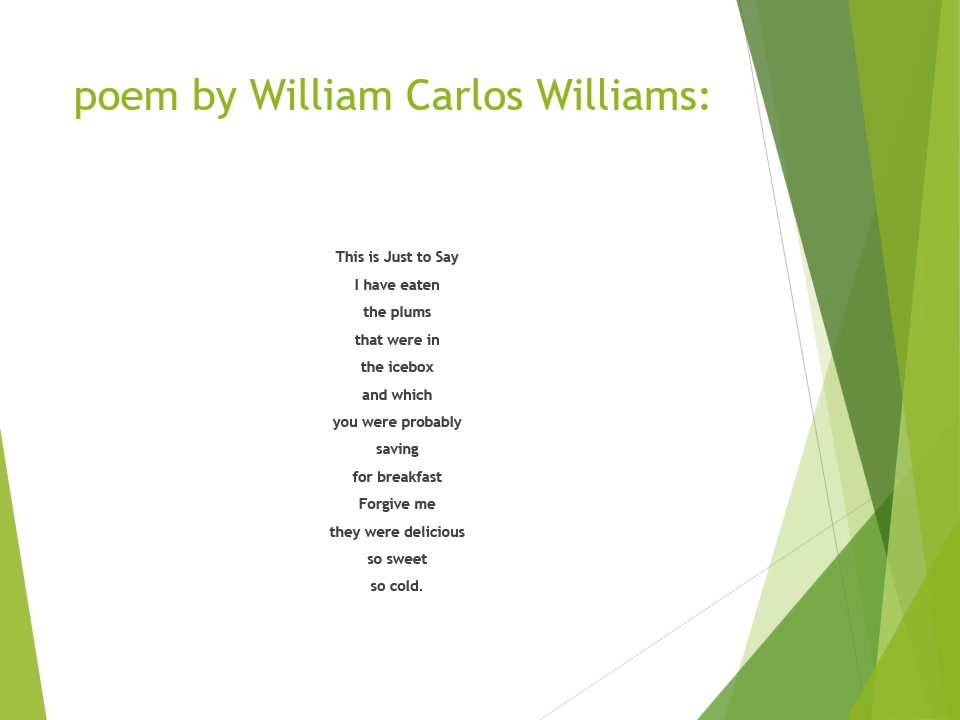 poem by William Carlos Williams:
This is Just to Say
I have eaten
the plums
that were in
the icebox
and which
you were probably
saving
for breakfast
Forgive me
they were delicious
so sweet
so cold.